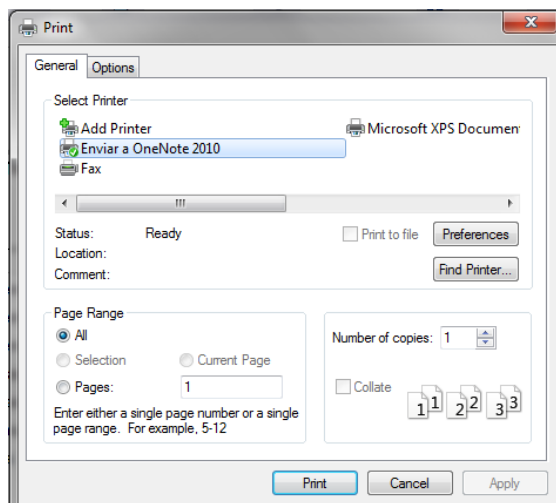 Print
General Options
Select Printer
Add Printer Microsoft XPS Documen
Enviar a OneNote 2010
Fax
Status: Ready Print to file Preferences
Location:
Comment: Find Printer...
Page Range
All Number of copies: 1
Selection Current Page
Pages: 1 Collate
1 1 2 2 3 3
Enter either a single page number or a single
page range. For example, 5-12
Print Cancel Apply